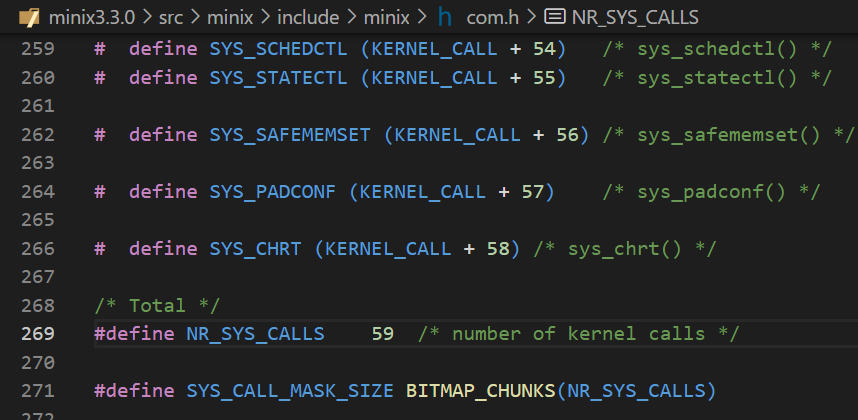 minix3.3.0 > src > minix > include > minix > h com.h > NR_SYS_CALLS
259 #  define SYS_SCHEDCTL (KERNEL_CALL + 54)   /* sys_schedctl() */
260 #  define SYS_STATECTL (KERNEL_CALL + 55)   /* sys_statectl() */
261
262 #  define SYS_SAFEMEMSET (KERNEL_CALL + 56) /* sys_safememset() */
263
264 #  define SYS_PADCONF (KERNEL_CALL + 57)    /* sys_padconf() */
265
266 #  define SYS_CHRT (KERNEL_CALL + 58) /* sys_chrt() */
267
268 /* Total */
269 #define NR_SYS_CALLS    59  /* number of kernel calls */
270
271 #define SYS_CALL_MASK_SIZE BITMAP_CHUNKS(NR_SYS_CALLS)
272